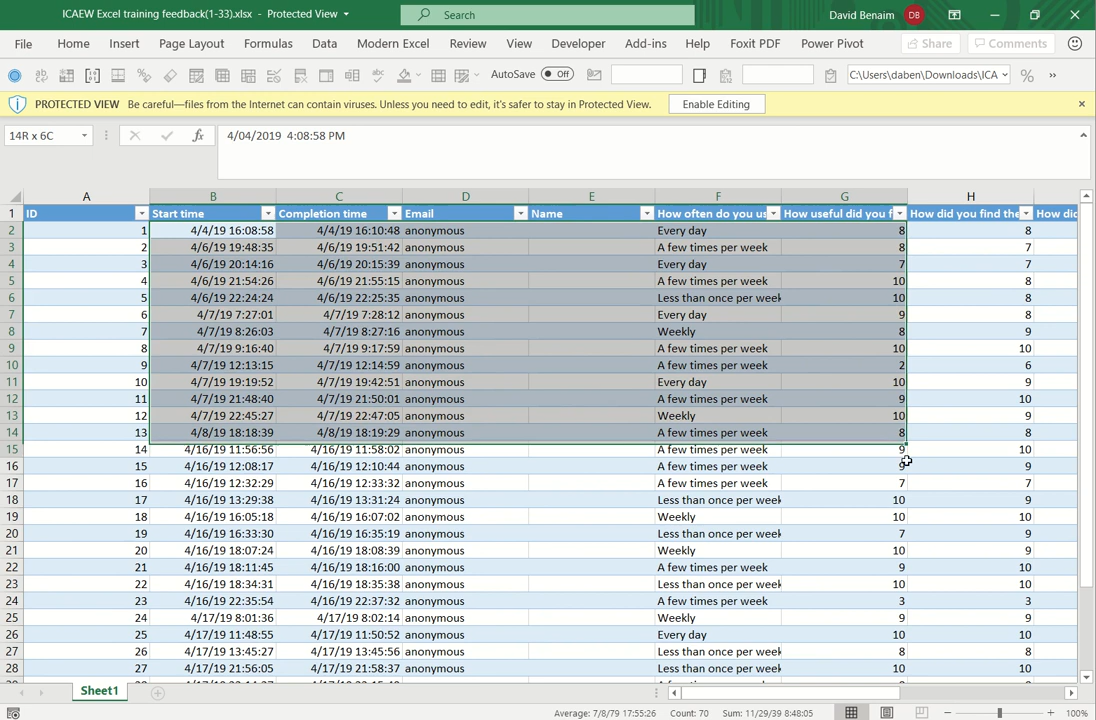 ICAEW Excel training feedback(1-33).xlsx - Protected View
Search
David Benaim DB
File Home Insert Page Layout Formulas Data Modern Excel Review View Developer Add-ins Help Foxit PDF Power Pivot Share Comments
AutoSave Off C:\Users\daben\Downloads\ICA
PROTECTED VIEW Be careful—files from the Internet can contain viruses. Unless you need to edit, it's safer to stay in Protected View. Enable Editing
14R x 6C fx 4/04/2019 4:08:58 PM
A B C D E F G H
1 ID Start time Completion time Email Name How often do you us How useful did you f How did you find the How dic
2 1 4/4/19 16:08:58 4/4/19 16:10:48 anonymous Every day 8 8
3 2 4/6/19 19:48:35 4/6/19 19:51:42 anonymous A few times per week 8 7
4 3 4/6/19 20:14:16 4/6/19 20:15:39 anonymous Every day 7 7
5 4 4/6/19 21:54:26 4/6/19 21:55:15 anonymous A few times per week 10 8
6 5 4/6/19 22:24:24 4/6/19 22:25:35 anonymous Less than once per week 10 8
7 6 4/7/19 7:27:01 4/7/19 7:28:12 anonymous Every day 9 8
8 7 4/7/19 8:26:03 4/7/19 8:27:16 anonymous Weekly 8 9
9 8 4/7/19 9:16:40 4/7/19 9:17:59 anonymous A few times per week 10 10
10 9 4/7/19 12:13:15 4/7/19 12:14:59 anonymous A few times per week 2 6
11 10 4/7/19 19:19:52 4/7/19 19:42:51 anonymous Every day 10 9
12 11 4/7/19 21:48:40 4/7/19 21:50:01 anonymous A few times per week 9 10
13 12 4/7/19 22:45:27 4/7/19 22:47:05 anonymous Weekly 10 9
14 13 4/8/19 18:18:39 4/8/19 18:19:29 anonymous A few times per week 8 8
15 14 4/16/19 11:56:56 4/16/19 11:58:02 anonymous A few times per week 9 10
16 15 4/16/19 12:08:17 4/16/19 12:10:44 anonymous A few times per week 9 9
17 16 4/16/19 12:32:29 4/16/19 12:33:32 anonymous A few times per week 7 7
18 17 4/16/19 13:29:38 4/16/19 13:31:24 anonymous Less than once per week 10 9
19 18 4/16/19 16:05:18 4/16/19 16:07:02 anonymous Weekly 10 10
20 19 4/16/19 16:33:30 4/16/19 16:35:19 anonymous Less than once per week 7 9
21 20 4/16/19 18:07:24 4/16/19 18:08:39 anonymous Weekly 10 9
22 21 4/16/19 18:11:45 4/16/19 18:16:00 anonymous A few times per week 9 10
23 22 4/16/19 18:34:31 4/16/19 18:35:38 anonymous Less than once per week 10 10
24 23 4/16/19 22:35:54 4/16/19 22:37:32 anonymous A few times per week 3 3
25 24 4/17/19 8:01:36 4/17/19 8:02:14 anonymous Weekly 9 9
26 25 4/17/19 11:48:55 4/17/19 11:50:52 anonymous Every day 10 10
27 26 4/17/19 13:45:27 4/17/19 13:45:56 anonymous Less than once per week 8 8
28 27 4/17/19 21:56:05 4/17/19 21:58:37 anonymous Less than once per week 10 10
Sheet1
Average: 7/8/79 17:55:26 Count: 70 Sum: 11/29/39 8:48:05 100%